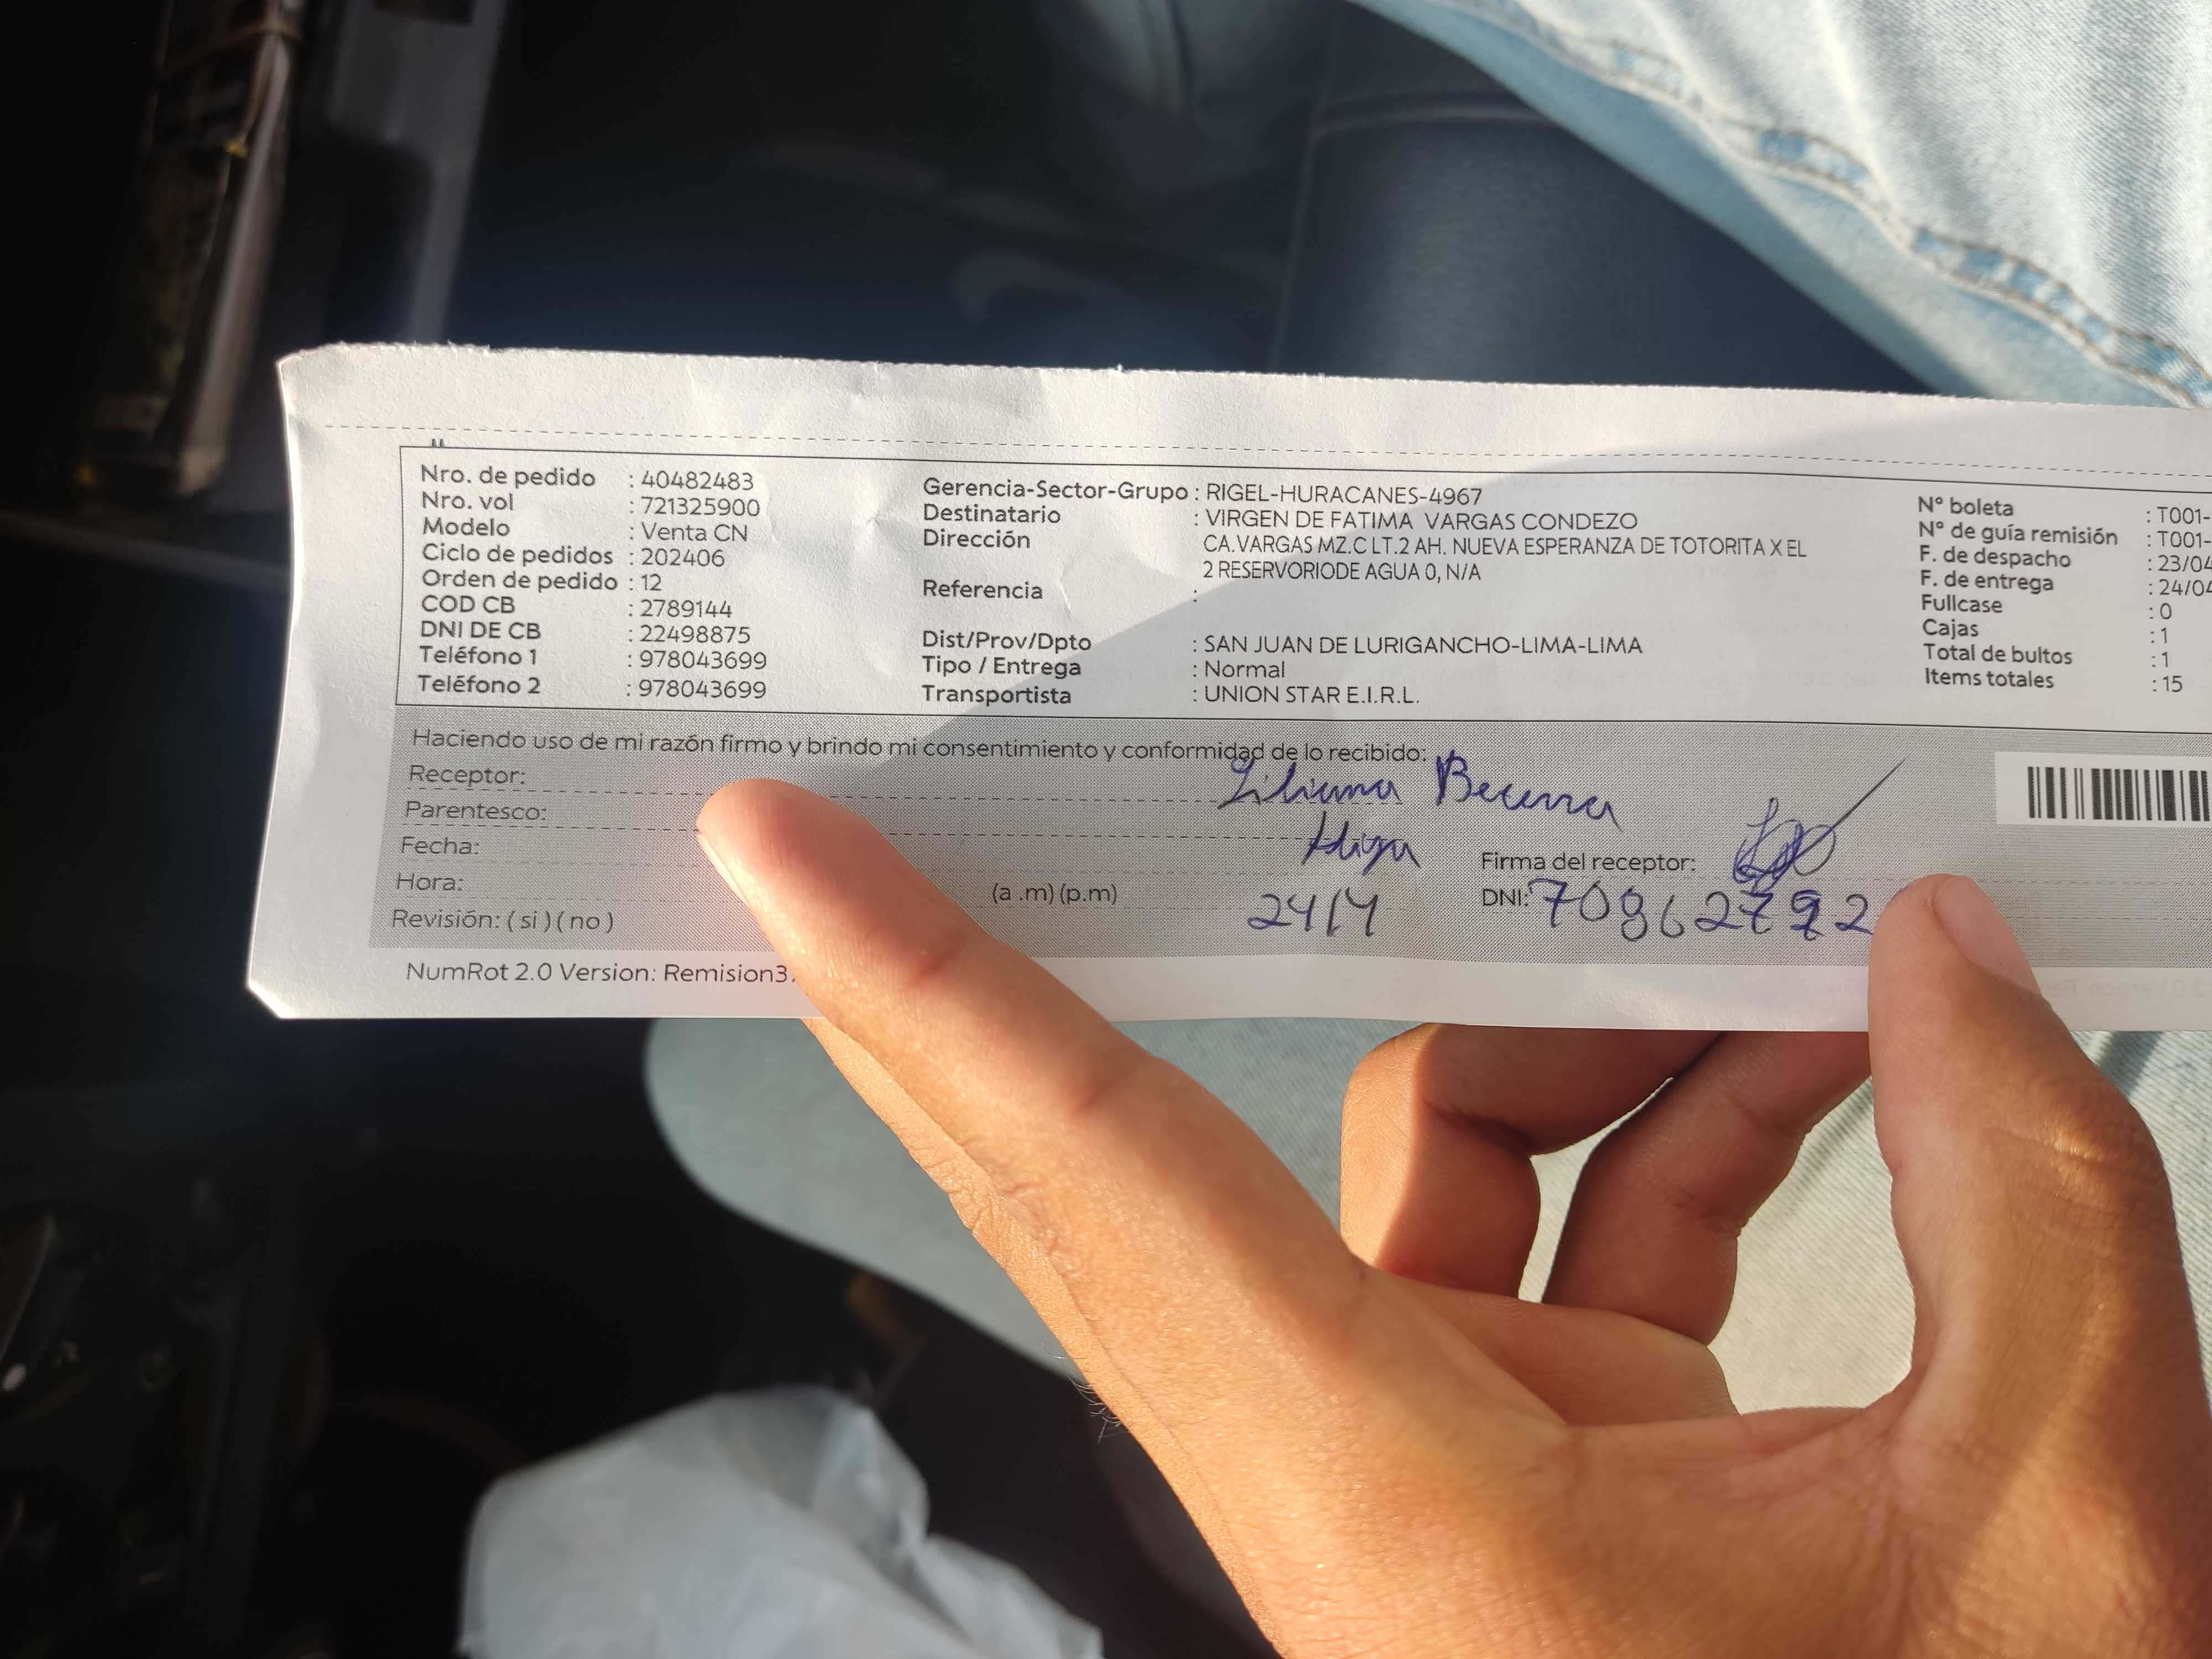 Nro. de pedido : 40482483
Nro. vol : 721325900
Modelo : Venta CN
Ciclo de pedidos : 202406
Orden de pedido : 12
COD CB : 2789144
DNI DE CB : 22498875
Teléfono 1 : 978043699
Teléfono 2 : 978043699
Gerencia-Sector-Grupo : RIGEL-HURACANES-4967
Destinatario : VIRGEN DE FATIMA VARGAS CONDEZO
Dirección CA.VARGAS MZ.C LT.2 AH. NUEVA ESPERANZA DE TOTORITA X EL
2 RESERVORIODE AGUA 0, N/A
Referencia :
Dist/Prov/Dpto : SAN JUAN DE LURIGANCHO-LIMA-LIMA
Tipo / Entrega : Normal
Transportista : UNION STAR E.I.R.L.
N° boleta : T001-
N° de guía remisión : T001-
F. de despacho : 23/04
F. de entrega : 24/04
Fullcase : 0
Cajas : 1
Total de bultos : 1
Items totales : 15
Haciendo uso de mi razón firmo y brindo mi consentimiento y conformidad de lo recibido:
Receptor: Liliana Becerra
Parentesco: Hija
Fecha: 24/4
Hora: (a .m) (p.m)
Revisión: ( si ) ( no )
Firma del receptor:
DNI:
NumRot 2.0 Version: Remision3.